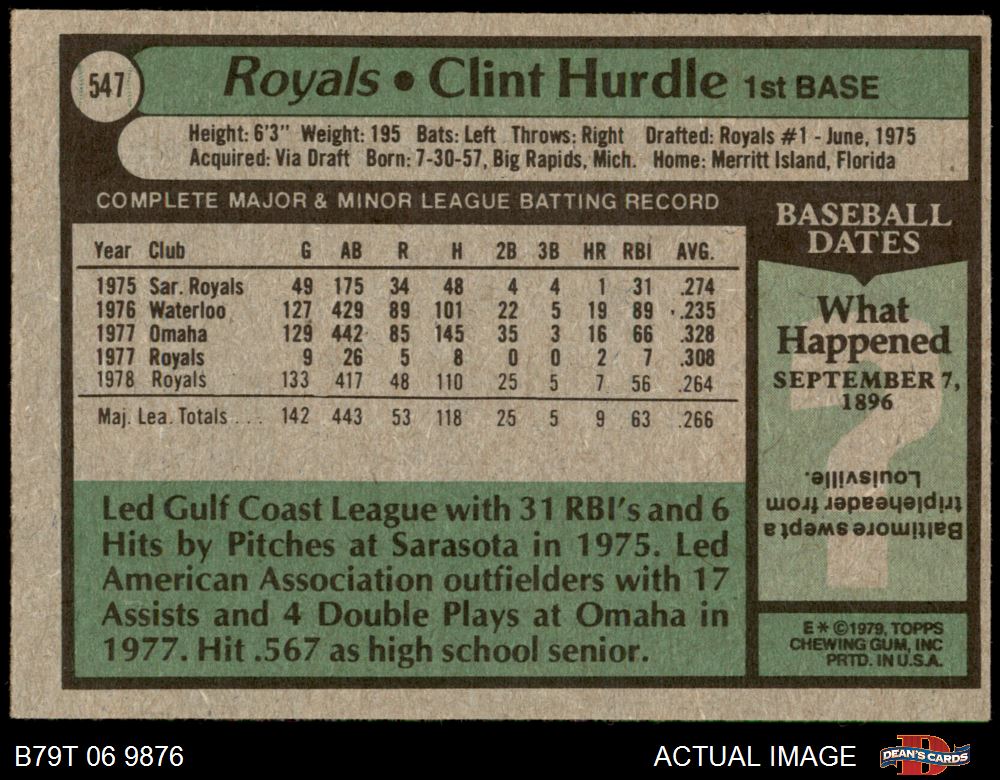 547
Royals • Clint Hurdle 1st BASE
Height: 6'3" Weight: 195 Bats: Left Throws: Right Drafted: Royals #1 - June, 1975
Acquired: Via Draft Born: 7-30-57, Big Rapids, Mich. Home: Merritt Island, Florida
COMPLETE MAJOR & MINOR LEAGUE BATTING RECORD
Year Club G AB R H 2B 3B HR RBI AVG.
1975 Sar. Royals 49 175 34 48 4 4 1 31 .274
1976 Waterloo 127 429 89 101 22 5 19 89 .235
1977 Omaha 129 442 85 145 35 3 16 66 .328
1977 Royals 9 26 5 8 0 0 2 7 .308
1978 Royals 133 417 48 110 25 5 7 56 .264
Maj. Lea. Totals . . . 142 443 53 118 25 5 9 63 .266
Led Gulf Coast League with 31 RBI's and 6
Hits by Pitches at Sarasota in 1975. Led
American Association outfielders with 17
Assists and 4 Double Plays at Omaha in
1977. Hit .567 as high school senior.
BASEBALL
DATES
What
Happened
SEPTEMBER 7,
1896
?
Baltimore swept a
tripleheader from
Louisville.
E * ©1979, TOPPS
CHEWING GUM, INC
PRTD. IN U.S.A.
B79T 06 9876
ACTUAL IMAGE
DEAN'S CARDS